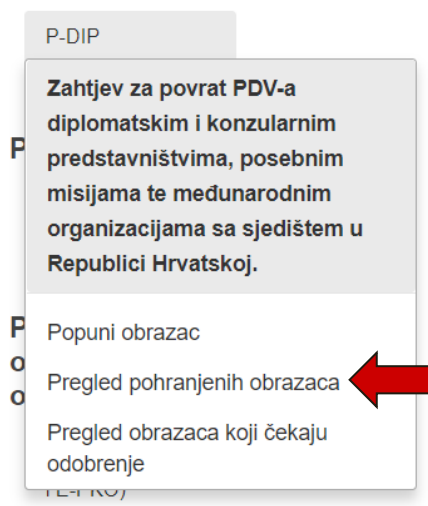 P-DIP
Zahtjev za povrat PDV-a
diplomatskim i konzularnim
predstavništvima, posebnim
misijama te međunarodnim
organizacijama sa sjedištem u
Republici Hrvatskoj.
P
P
o
o
Popuni obrazac
Pregled pohranjenih obrazaca
Pregled obrazaca koji čekaju
odobrenje